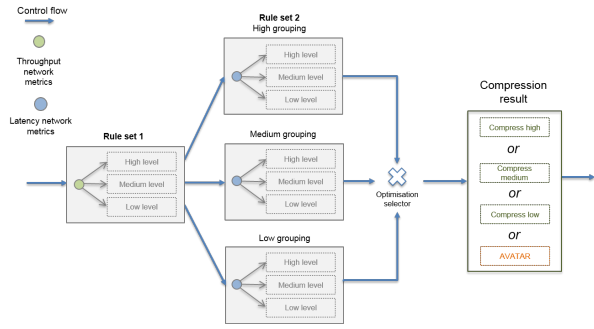 Control flow
Throughput
network
metrics
Latency network
metrics
Rule set 1
High level
Medium level
Low level
Rule set 2
High grouping
High level
Medium level
Low level
Medium grouping
High level
Medium level
Low level
Low grouping
High level
Medium level
Low level
Optimisation
selector
Compression
result
Compress high
or
Compress
medium
or
Compress low
or
AVATAR